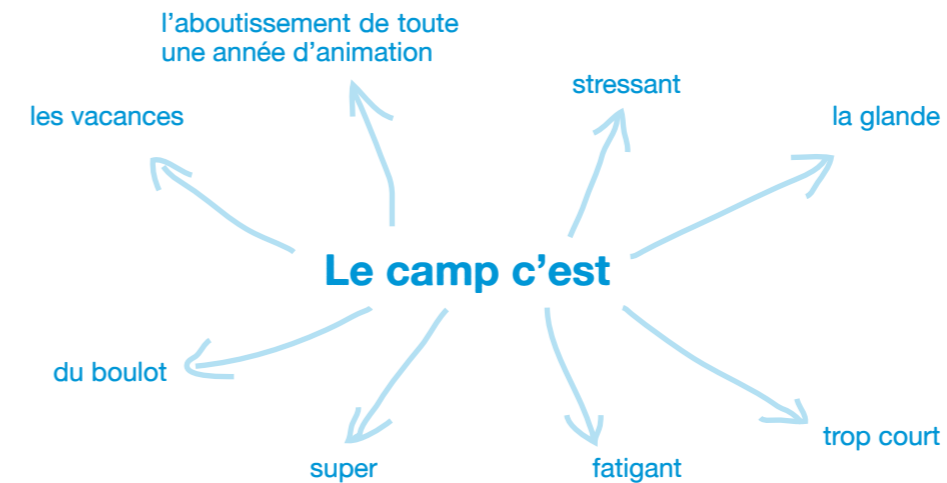 l’aboutissement de toute
une année d’animation
stressant
les vacances
la glande
Le camp c’est
du boulot
trop court
super
fatigant